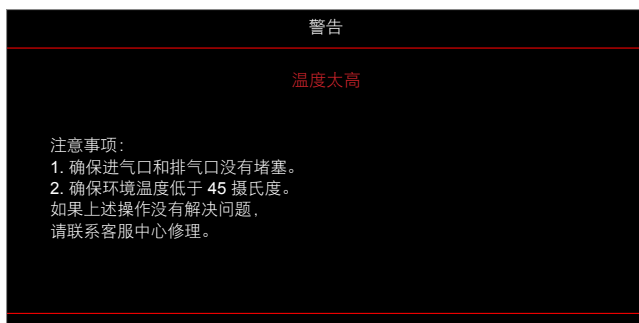 警告
温度太高
注意事项：
1. 确保进气口和排气口没有堵塞。
2. 确保环境温度低于 45 摄氏度。
如果上述操作没有解决问题，
请联系客服中心修理。